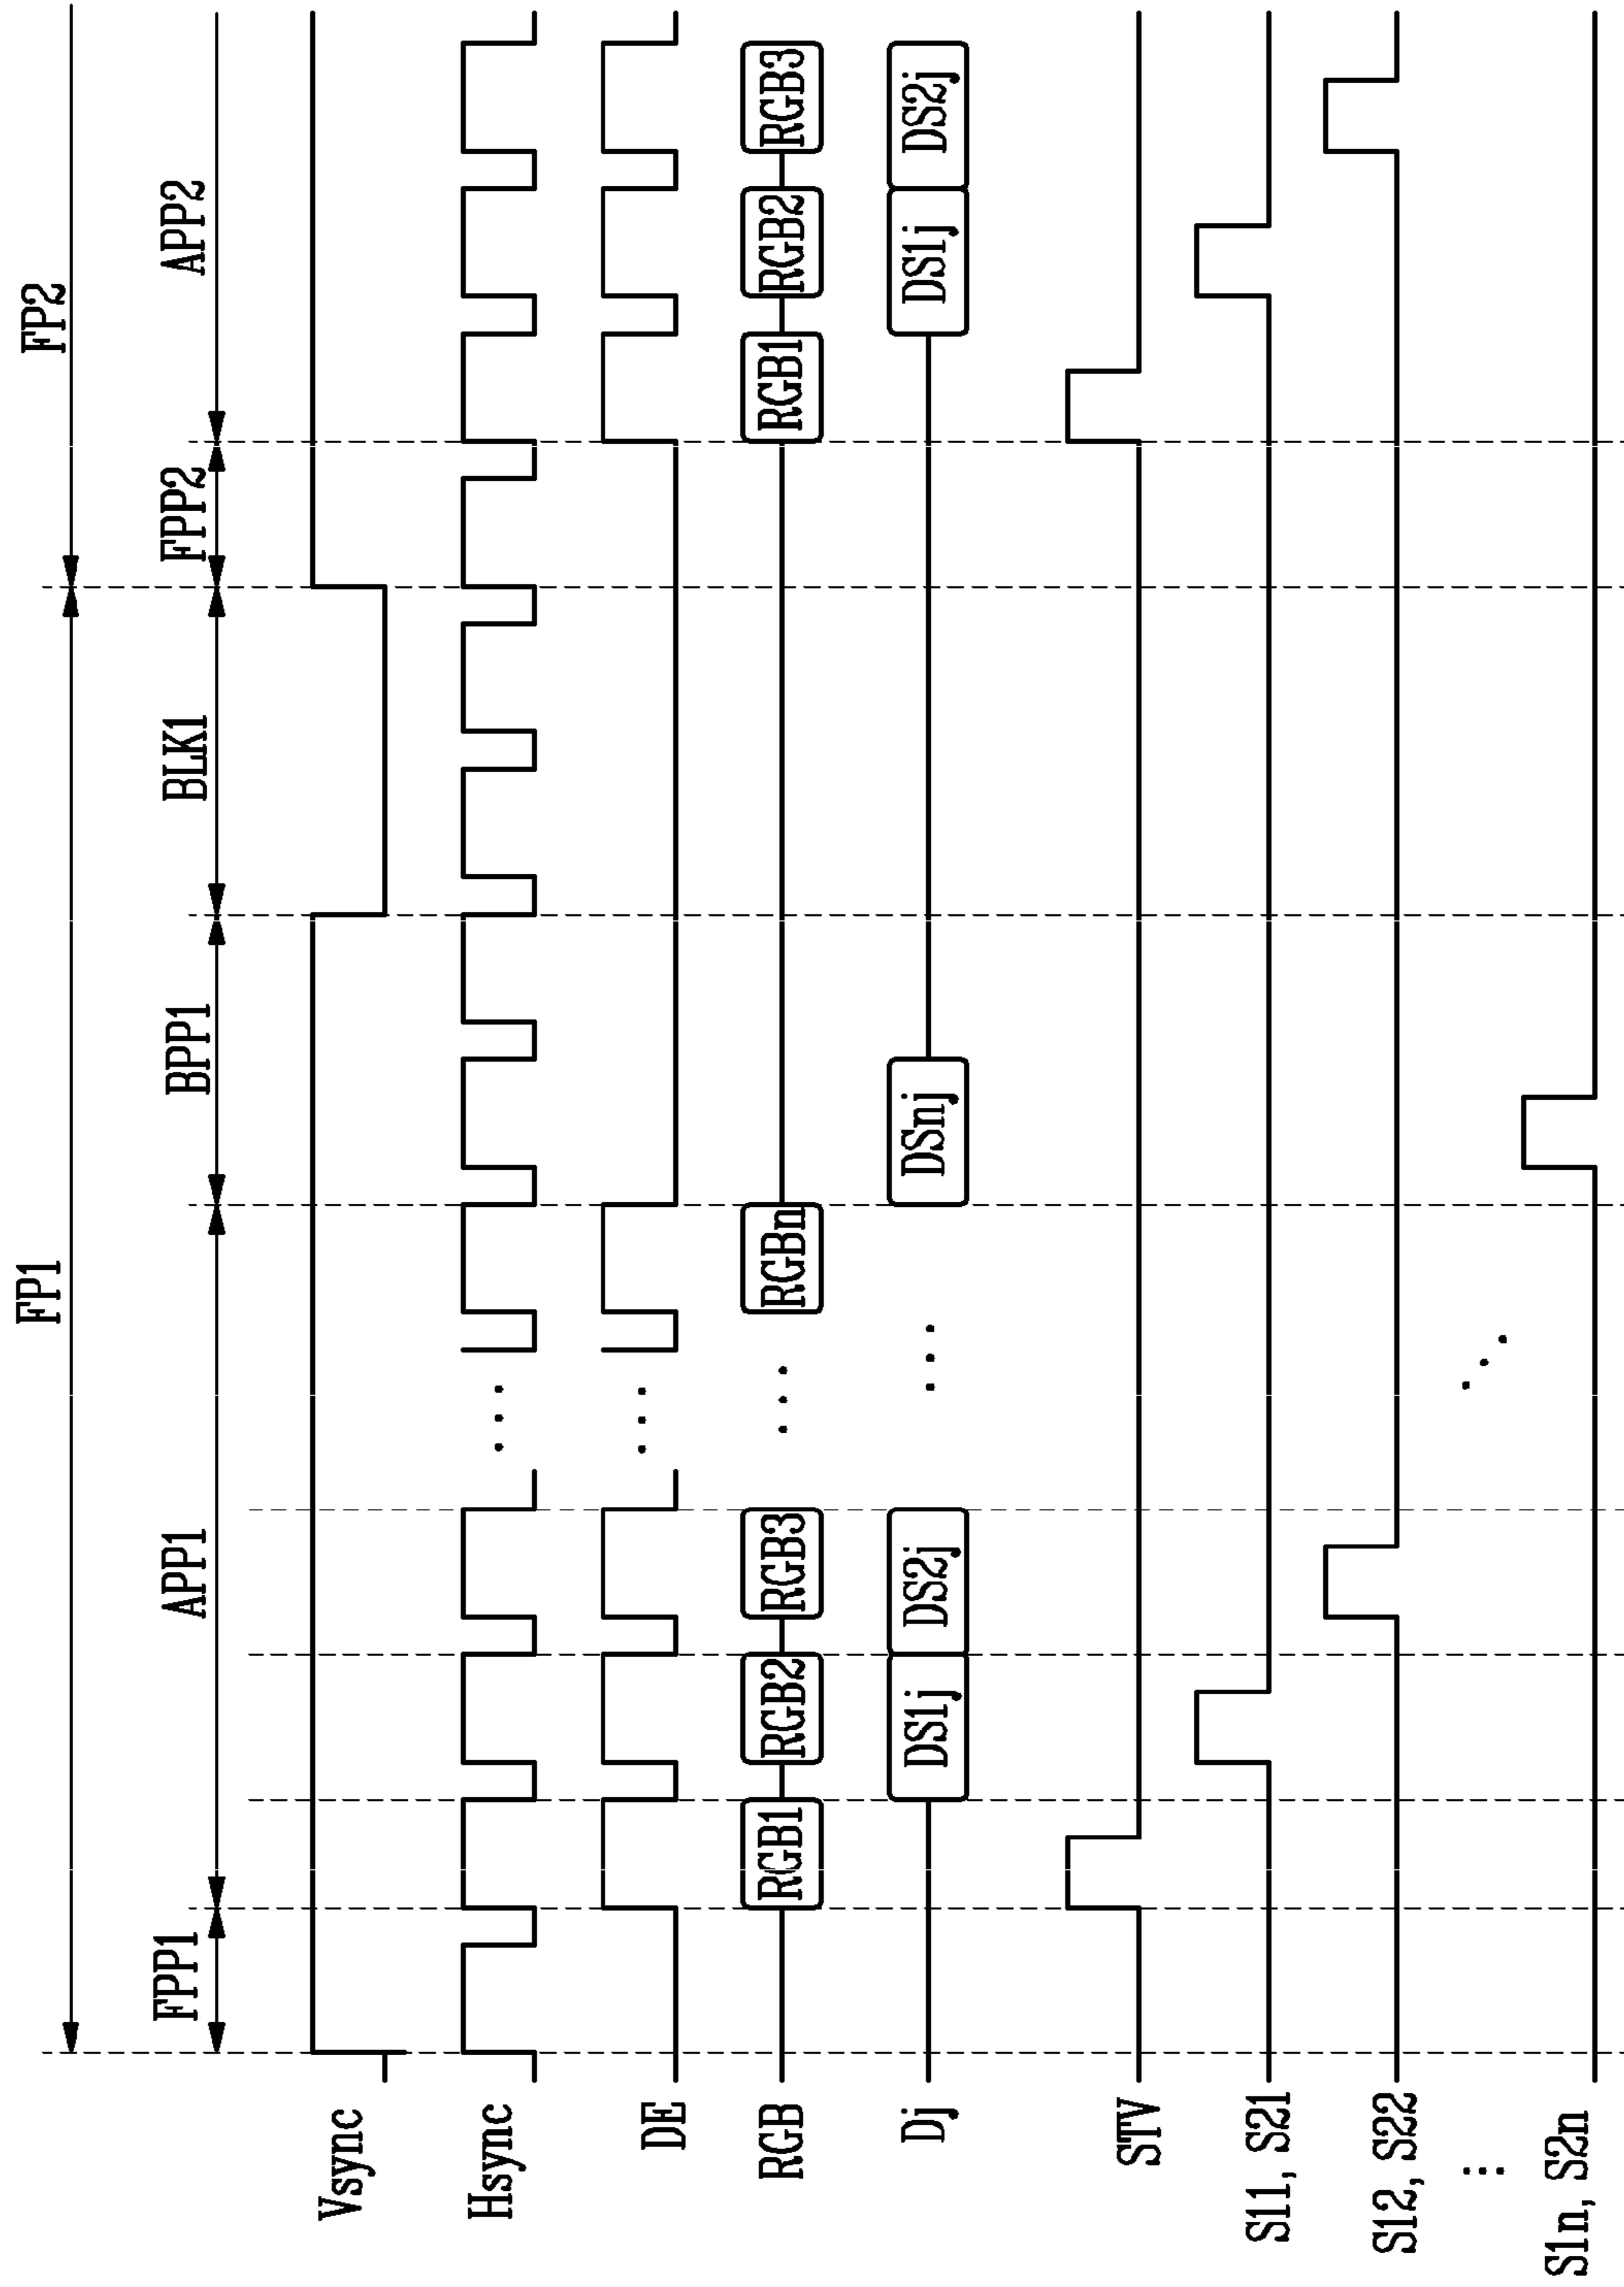 FP1 FP2
FPP1 APP1 BPP1 BLK1 FPP2 APP2
Vsync
Hsync
DE
RGB RGB1 RGB2 RGB3 ... RGBn RGB1 RGB2 RGB3
Dj DS1j DS2j ... DSnj DS1j DS2j
STV
S11, S21
S12, S22
S1n, S2n